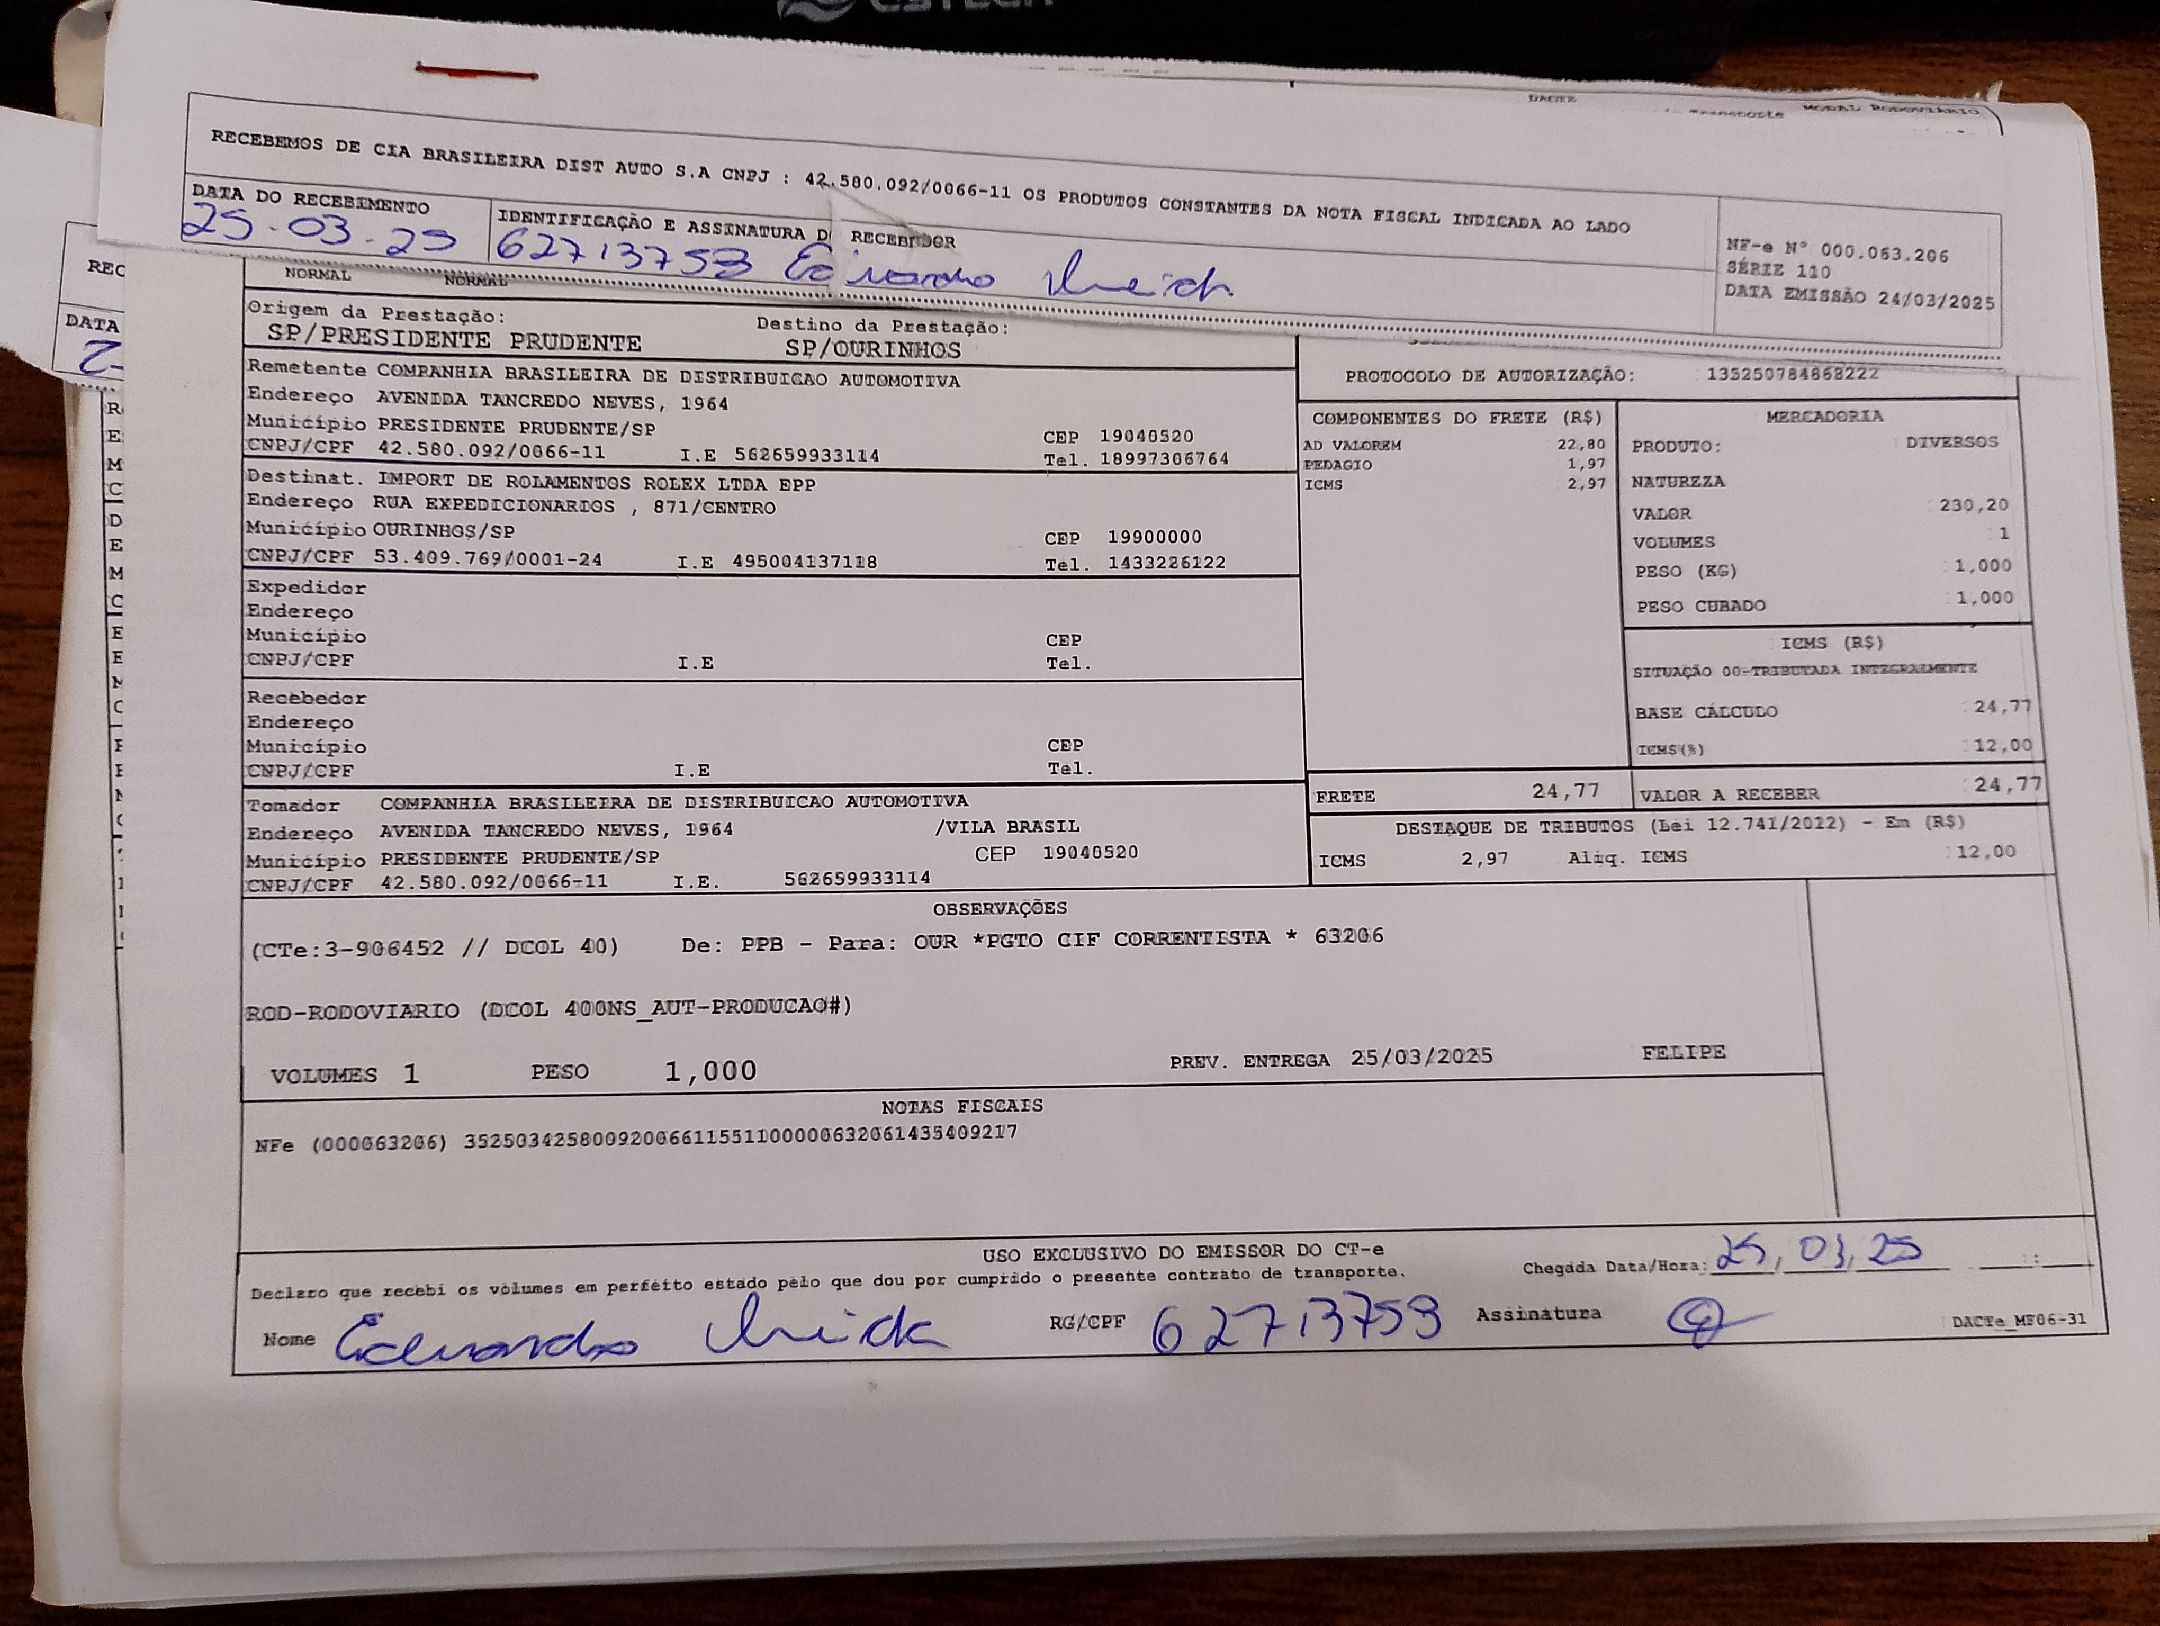 DACTE
MODAL RODOVIÁRIO
RECEBEMOS DE CIA BRASILEIRA DIST AUTO S.A CNPJ : 42.580.092/0066-11 OS PRODUTOS CONSTANTES DA NOTA FISCAL INDICADA AO LADO
DATA DO RECEBIMENTO
25.03.25
IDENTIFICAÇÃO E ASSINATURA D RECEBEDOR
62713753 Eduardo
NF-e Nº 000.063.206
SÉRIE 110
DATA EMISSÃO 24/03/2025
NORMAL NORMAL
Origem da Prestação: Destino da Prestação:
SP/PRESIDENTE PRUDENTE SP/OURINHOS
PROTOCOLO DE AUTORIZAÇÃO: 135250784868222
Remetente COMPANHIA BRASILEIRA DE DISTRIBUICAO AUTOMOTIVA
Endereço AVENIDA TANCREDO NEVES, 1964
Município PRESIDENTE PRUDENTE/SP CEP 19040520
CNPJ/CPF 42.580.092/0066-11 I.E 562659933114 Tel. 18997306764
Destinat. IMPORT DE ROLAMENTOS ROLEX LTDA EPP
Endereço RUA EXPEDICIONARIOS , 871/CENTRO
Município OURINHOS/SP CEP 19900000
CNPJ/CPF 53.409.769/0001-24 I.E 495004137118 Tel. 1433226122
Expedidor
Endereço
Município CEP
CNPJ/CPF I.E Tel.
Recebedor
Endereço
Município CEP
CNPJ/CPF I.E Tel.
Tomador COMPANHIA BRASILEIRA DE DISTRIBUICAO AUTOMOTIVA
Endereço AVENIDA TANCREDO NEVES, 1964 /VILA BRASIL
Município PRESIDENTE PRUDENTE/SP CEP 19040520
CNPJ/CPF 42.580.092/0066-11 I.E. 562659933114
COMPONENTES DO FRETE (R$)
AD VALOREM 22,80
PEDAGIO 1,97
ICMS 2,97
MERCADORIA
PRODUTO: DIVERSOS
NATUREZA
VALOR 230,20
VOLUMES 1
PESO (KG) 1,000
PESO CUBADO 1,000
ICMS (R$)
SITUAÇÃO 00-TRIBUTADA INTEGRALMENTE
BASE CÁLCULO 24,77
ICMS(%) 12,00
FRETE 24,77 VALOR A RECEBER 24,77
DESTAQUE DE TRIBUTOS (Lei 12.741/2022) - Em (R$)
ICMS 2,97 Aliq. ICMS 12,00
OBSERVAÇÕES
(CTe:3-906452 // DCOL 40) De: PPB - Para: OUR *PGTO CIF CORRENTISTA * 63206
ROD-RODOVIARIO (DCOL 400NS_AUT-PRODUCAO#)
VOLUMES 1 PESO 1,000 PREV. ENTREGA 25/03/2025 FELIPE
NOTAS FISCAIS
NFe (000063206) 35250342580092006611551100000632061435409217
USO EXCLUSIVO DO EMISSOR DO CT-e
Declaro que recebi os volumes em perfeito estado pelo que dou por cumprido o presente contrato de transporte. Chegada Data/Hora: 25, 03, 25 :
Nome Eduardo RG/CPF 62713753 Assinatura
DACTe_MF06-31